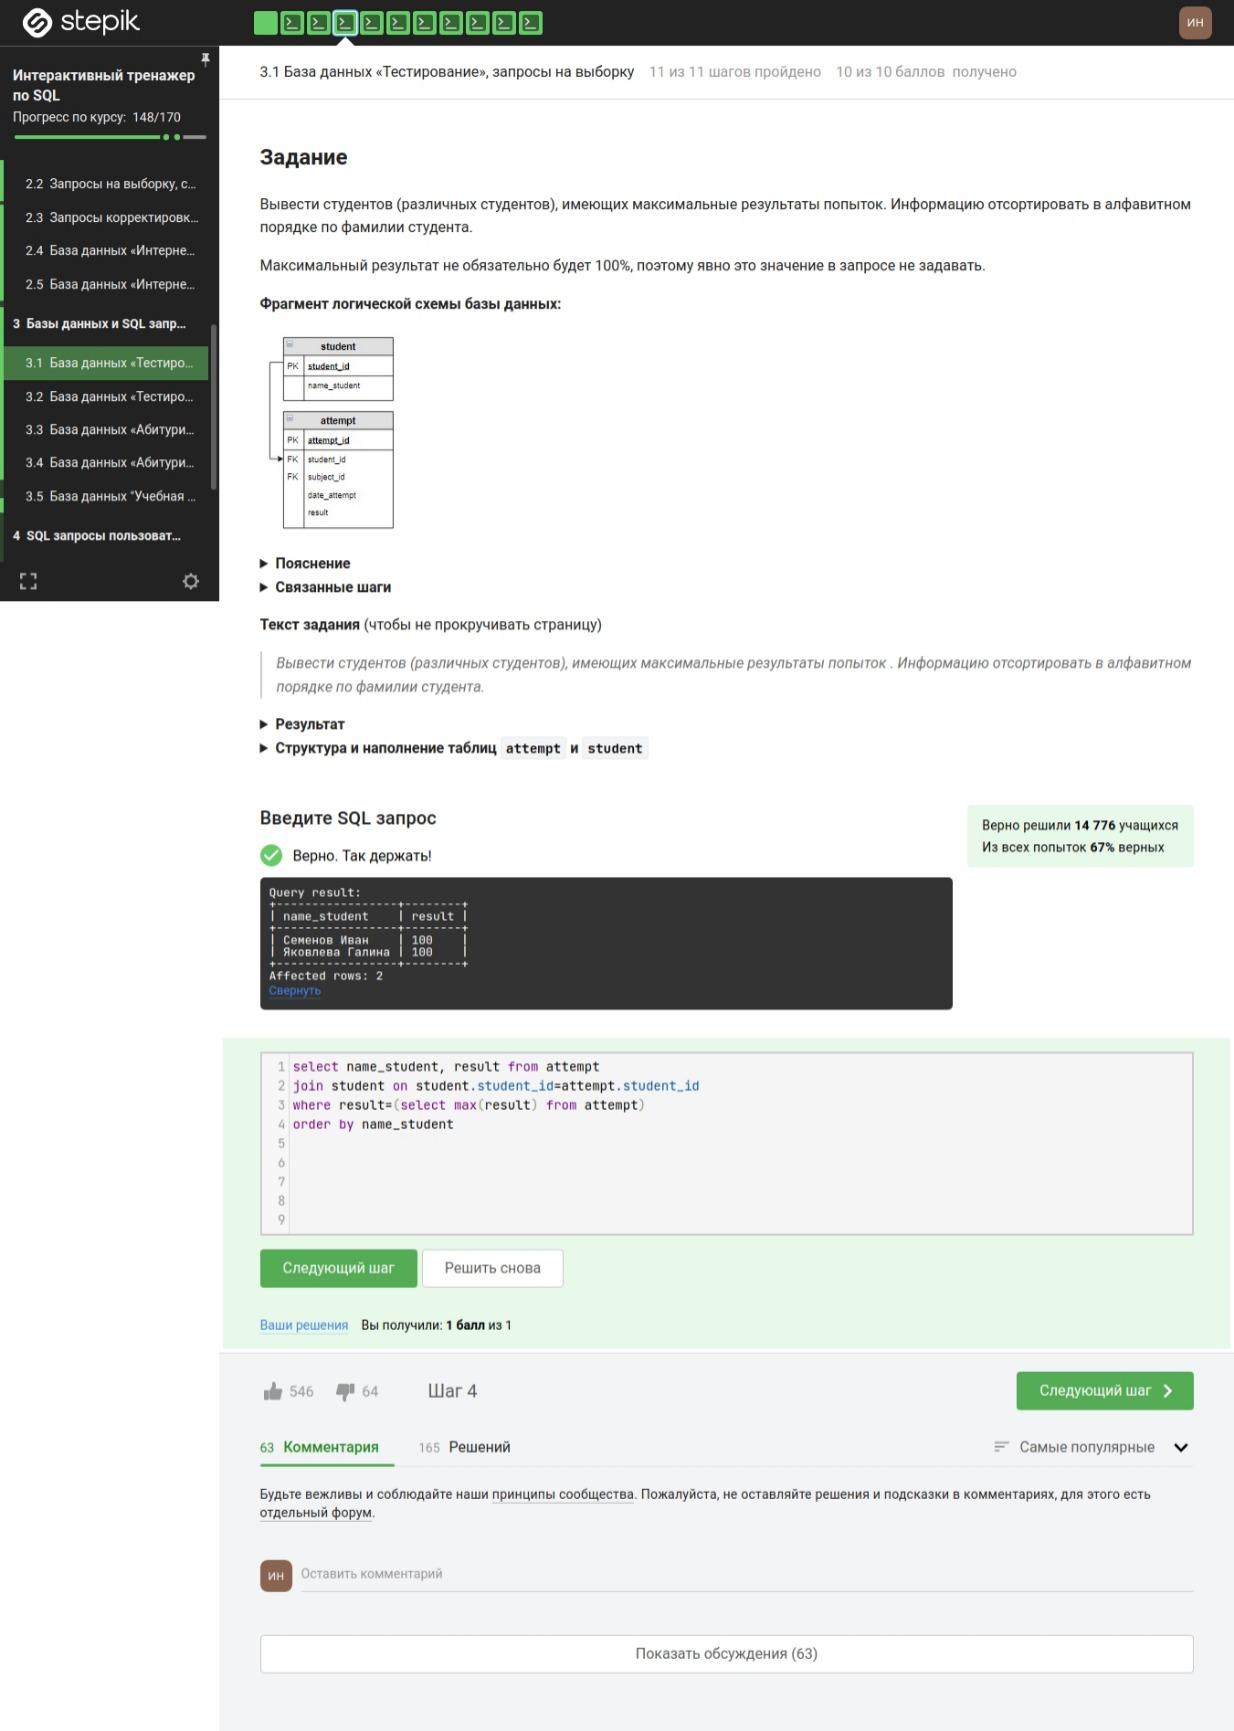 stepik
ИН
Интерактивный тренажер
по SQL
Прогресс по курсу: 148/170
2.2 Запросы на выборку, с...
2.3 Запросы корректировк...
2.4 База данных «Интерне...
2.5 База данных «Интерне...
3 Базы данных и SQL запр...
3.1 База данных «Тестиро...
3.2 База данных «Тестиро...
3.3 База данных «Абитури...
3.4 База данных «Абитури...
3.5 База данных "Учебная ...
4 SQL запросы пользоват...
3.1 База данных «Тестирование», запросы на выборку 11 из 11 шагов пройдено 10 из 10 баллов получено
Задание
Вывести студентов (различных студентов), имеющих максимальные результаты попыток. Информацию отсортировать в алфавитном
порядке по фамилии студента.
Максимальный результат не обязательно будет 100%, поэтому явно это значение в запросе не задавать.
Фрагмент логической схемы базы данных:
student
PK student_id
name_student
attempt
PK attempt_id
FK student_id
FK subject_id
date_attempt
result
Пояснение
Связанные шаги
Текст задания (чтобы не прокручивать страницу)
Вывести студентов (различных студентов), имеющих максимальные результаты попыток . Информацию отсортировать в алфавитном
порядке по фамилии студента.
Результат
Структура и наполнение таблиц attempt и student
Введите SQL запрос
Верно решили 14 776 учащихся
Из всех попыток 67% верных
Верно. Так держать!
Query result:
+-----------------+--------+
| name_student | result |
+-----------------+--------+
| Семенов Иван | 100 |
| Яковлева Галина | 100 |
+-----------------+--------+
Affected rows: 2
Свернуть
1 select name_student, result from attempt
2 join student on student.student_id=attempt.student_id
3 where result=(select max(result) from attempt)
4 order by name_student
5
6
7
8
9
Следующий шаг Решить снова
Ваши решения Вы получили: 1 балл из 1
546 64 Шаг 4 Следующий шаг
63 Комментария 165 Решений Самые популярные
Будьте вежливы и соблюдайте наши принципы сообщества. Пожалуйста, не оставляйте решения и подсказки в комментариях, для этого есть
отдельный форум.
ИН Оставить комментарий
Показать обсуждения (63)